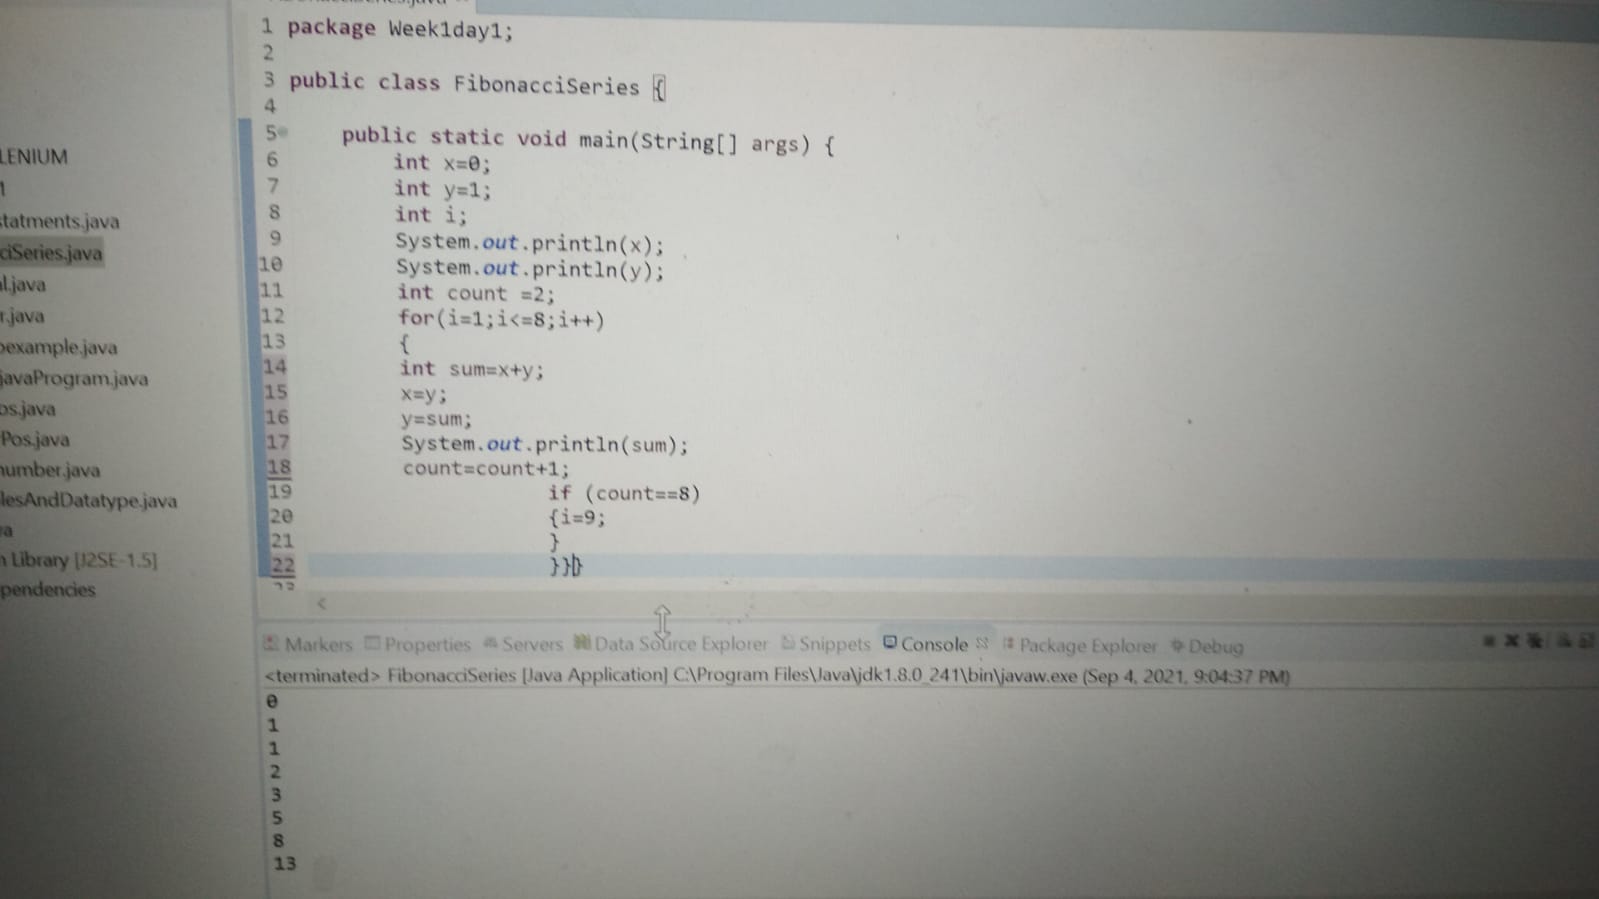 package Week1day1;
public class FibonacciSeries {
public static void main(String[] args) {
int x=0;
int y=1;
int i;
System.out.println(x);
System.out.println(y);
int count =2;
for(i=1;i<=8;i++)
{
int sum=x+y;
x=y;
y=sum;
System.out.println(sum);
count=count+1;
if (count==8)
{i=9;
}
}}}
1
2
3
4
5
6
7
8
9
10
11
12
13
14
15
16
17
18
19
20
21
22
LENIUM
1
tatments.java
ciSeries.java
l.java
r.java
pexample.java
javaProgram.java
os.java
Pos.java
number.java
lesAndDatatype.java
a
Library [J2SE-1.5]
pendencies
Markers Properties Servers Data Source Explorer Snippets Console Package Explorer Debug
<terminated> FibonacciSeries [Java Application] C:\Program Files\Java\jdk1.8.0_241\bin\javaw.exe (Sep 4, 2021, 9:04:37 PM)
0
1
1
2
3
5
8
13